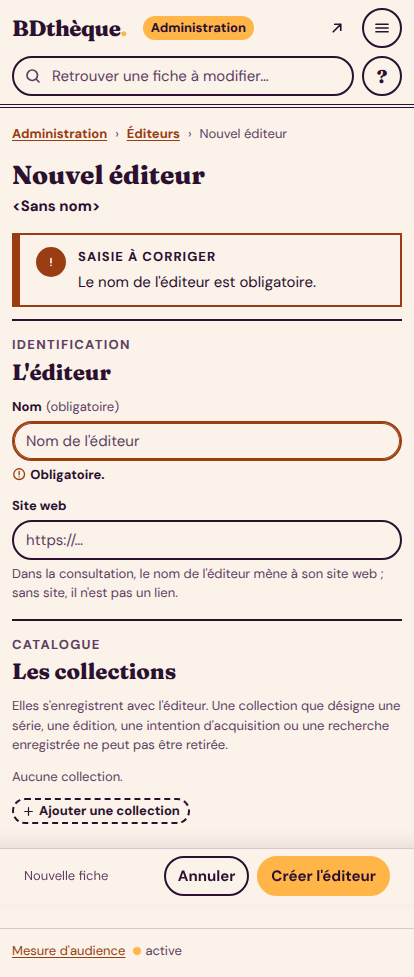 BDthèque. Administration
Retrouver une fiche à modifier... ?
Administration › Éditeurs › Nouvel éditeur
Nouvel éditeur
<Sans nom>
! SAISIE À CORRIGER
Le nom de l'éditeur est obligatoire.
IDENTIFICATION
L'éditeur
Nom (obligatoire)
Nom de l'éditeur
Obligatoire.
Site web
https://...
Dans la consultation, le nom de l'éditeur mène à son site web ;
sans site, il n'est pas un lien.
CATALOGUE
Les collections
Elles s'enregistrent avec l'éditeur. Une collection que désigne une
série, une édition, une intention d'acquisition ou une recherche
enregistrée ne peut pas être retirée.
Aucune collection.
+ Ajouter une collection
Nouvelle fiche Annuler Créer l'éditeur
Mesure d'audience active